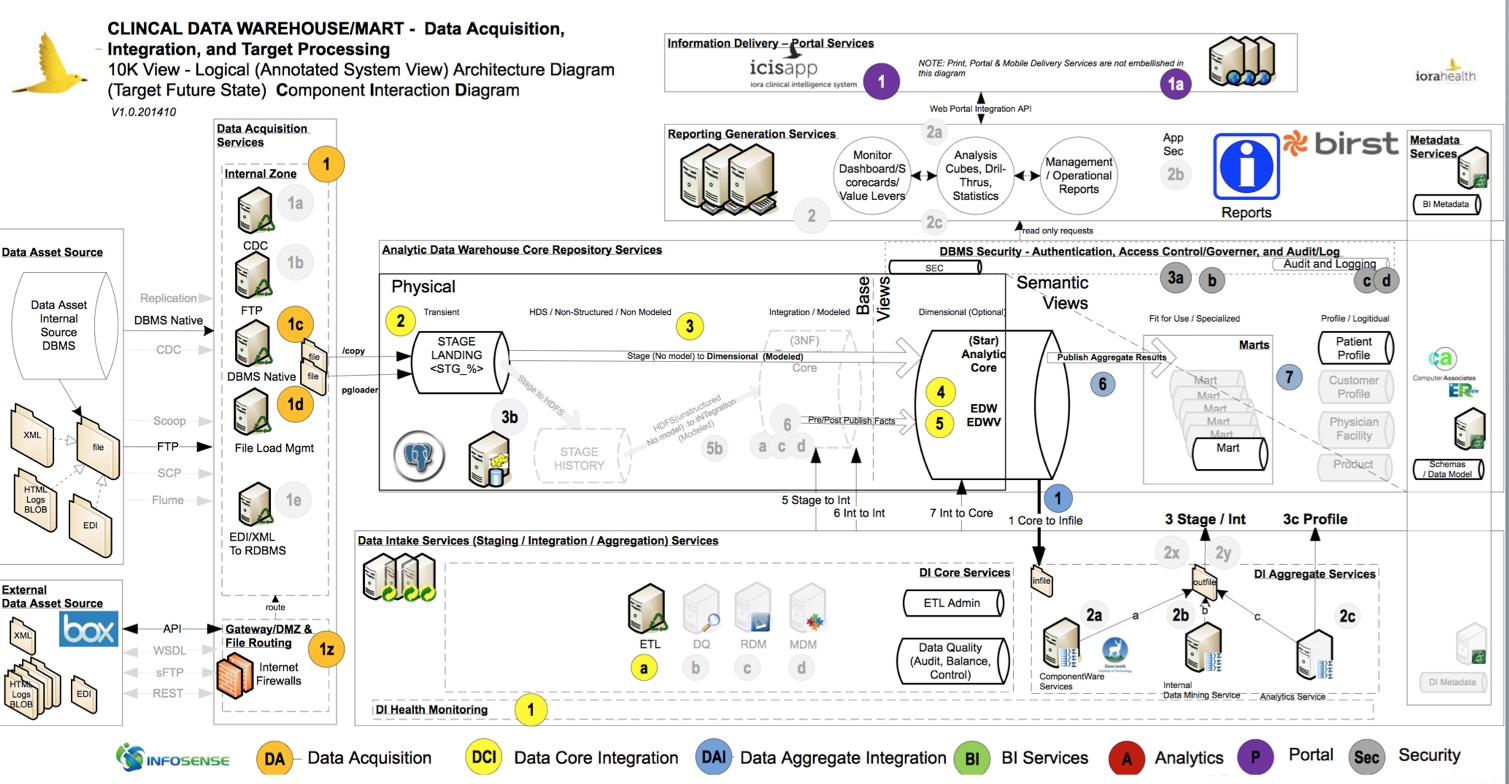 CLINCAL DATA WAREHOUSE/MART - Data Acquisition,
Integration, and Target Processing
10K View - Logical (Annotated System View) Architecture Diagram
(Target Future State) Component Interaction Diagram
V1.0.201410
Information Delivery – Portal Services
icisapp
iora clinical intelligence system
1
NOTE: Print, Portal & Mobile Delivery Services are not embellished in
this diagram
1a
iorahealth
Web Portal Integration API
Reporting Generation Services
2a
Monitor
Dashboard/S
corecards/
Value Levers
Analysis
Cubes, Dril-
Thrus,
Statistics
Management
/ Operational
Reports
2
2c
App
Sec
2b
Reports
birst
Metadata
Services
BI Metadata
read only requests
Data Acquisition
Services
1
Internal Zone
1a
CDC
1b
FTP
1c
DBMS Native
1d
File Load Mgmt
1e
EDI/XML
To RDBMS
file
file
/copy
pgloader
Data Asset Source
Data Asset
Internal
Source
DBMS
Replication
DBMS Native
CDC
Scoop
FTP
SCP
Flume
XML
file
HTML
Logs
BLOB
EDI
External
Data Asset Source
XML
box
HTML
Logs
BLOB
EDI
API
WSDL
sFTP
REST
route
Gateway/DMZ &
File Routing
1z
Internet
Firewalls
Analytic Data Warehouse Core Repository Services
DBMS Security - Authentication, Access Control/Governer, and Audit/Log
SEC
Audit and Logging
3a
b
c
d
Physical
Base
Views
Semantic
Views
Transient
HDS / Non-Structured / Non Modeled
Integration / Modeled
Dimensional (Optional)
Fit for Use / Specialized
Profile / Logitidual
2
3
STAGE
LANDING
<STG_%>
Stage (No model) to Dimensional (Modeled)
(3NF)
Core
(Star)
Analytic
Core
4
5
EDW
EDWV
Publish Aggregate Results
6
Marts
7
Mart
Mart
Mart
Mart
Mart
Mart
Patient
Profile
Customer
Profile
Physician
Facility
Product
Stage to HDFS
3b
STAGE
HISTORY
HDFS/unstructured
No model) to INTegration
(Modeled)
5b
6
a
c
d
Pre/Post Publish Facts
ca
Computer Associates
ER
Schemas
/ Data Model
5 Stage to Int
6 Int to Int
7 Int to Core
1
1 Core to Infile
3 Stage / Int
3c Profile
Data Intake Services (Staging / Integration / Aggregation) Services
DI Core Services
ETL
DQ
RDM
MDM
a
b
c
d
ETL Admin
Data Quality
(Audit, Balance,
Control)
DI Health Monitoring
1
infile
outfile
2x
2y
DI Aggregate Services
2a
a
2b
b
2c
c
ComponentWare
Services
Internal
Data Mining Service
Analytics Service
DI Metadata
INFOSENSE
DA
Data Acquisition
DCI
Data Core Integration
DAI
Data Aggregate Integration
BI
BI Services
A
Analytics
P
Portal
Sec
Security